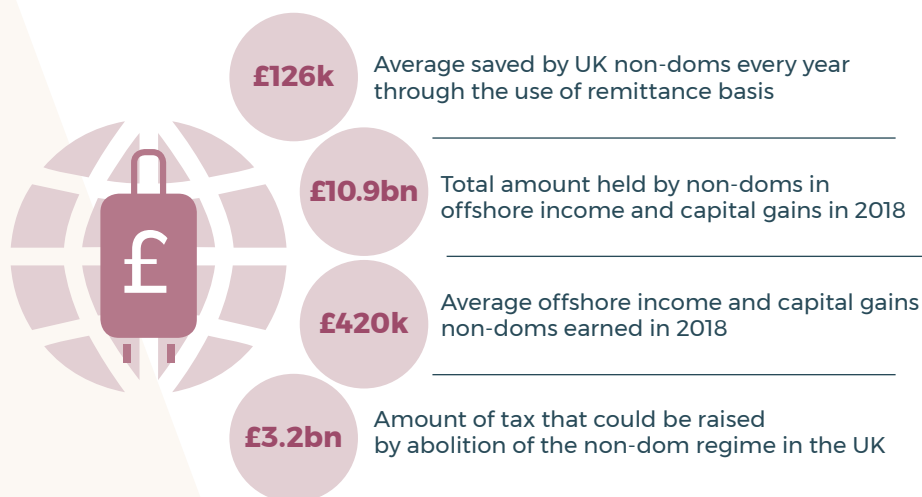 £126k
Average saved by UK non-doms every year
through the use of remittance basis
£10.9bn
Total amount held by non-doms in
offshore income and capital gains in 2018
£
£420k
Average offshore income and capital gains
non-doms earned in 2018
£3.2bn
Amount of tax that could be raised
by abolition of the non-dom regime in the UK